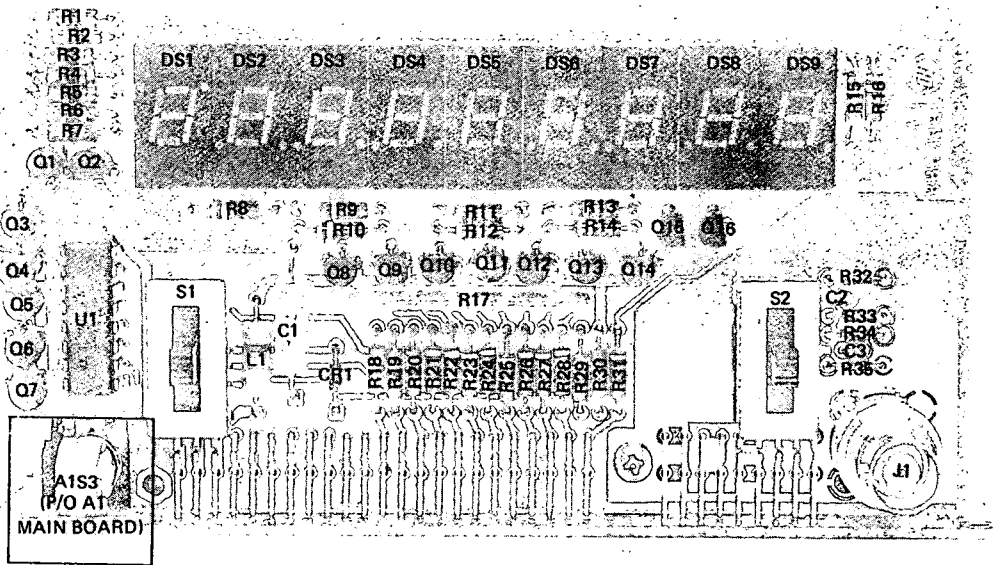 R1
R2
R3
R4
R5
R6
R7
DS1 DS2 DS3 DS4 DS5 DS6 DS7 DS8 DS9
R15
R16
Q1 Q2
R8 R9 R11 R13
R10 R12 R14
Q15 Q16
Q3
Q4
Q5
Q6
Q7
U1
Q8 Q9 Q10 Q11 Q12 Q13 Q14
S1
R17
S2
R32
C2
R33
R34
C3
R35
C1
L1
CR1
R18 R19 R20 R21 R22 R23 R24 R25 R26 R27 R28 R29 R30 R31
J1
A1S3
(P/O A1
MAIN BOARD)